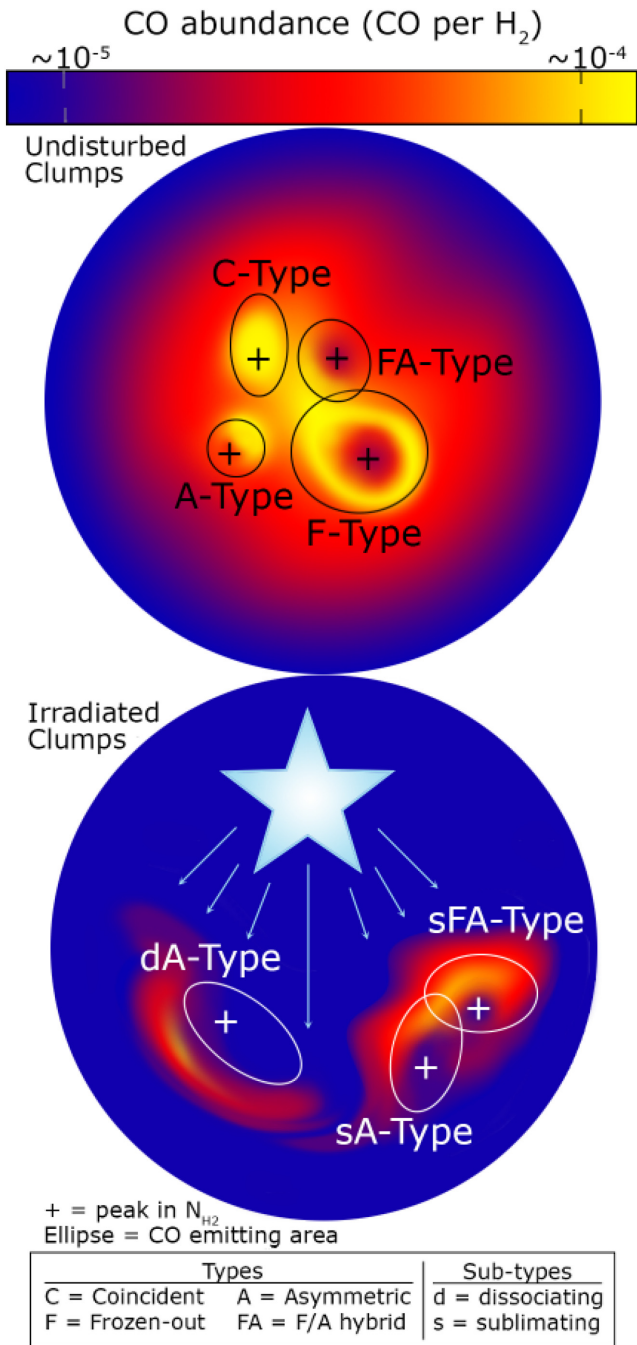 CO abundance (CO per H₂)
~10⁻⁵ ~10⁻⁴
Undisturbed
Clumps
C-Type
FA-Type
A-Type
F-Type
Irradiated
Clumps
sFA-Type
dA-Type
sA-Type
+ = peak in N_H2
Ellipse = CO emitting area
Types Sub-types
C = Coincident A = Asymmetric d = dissociating
F = Frozen-out FA = F/A hybrid s = sublimating